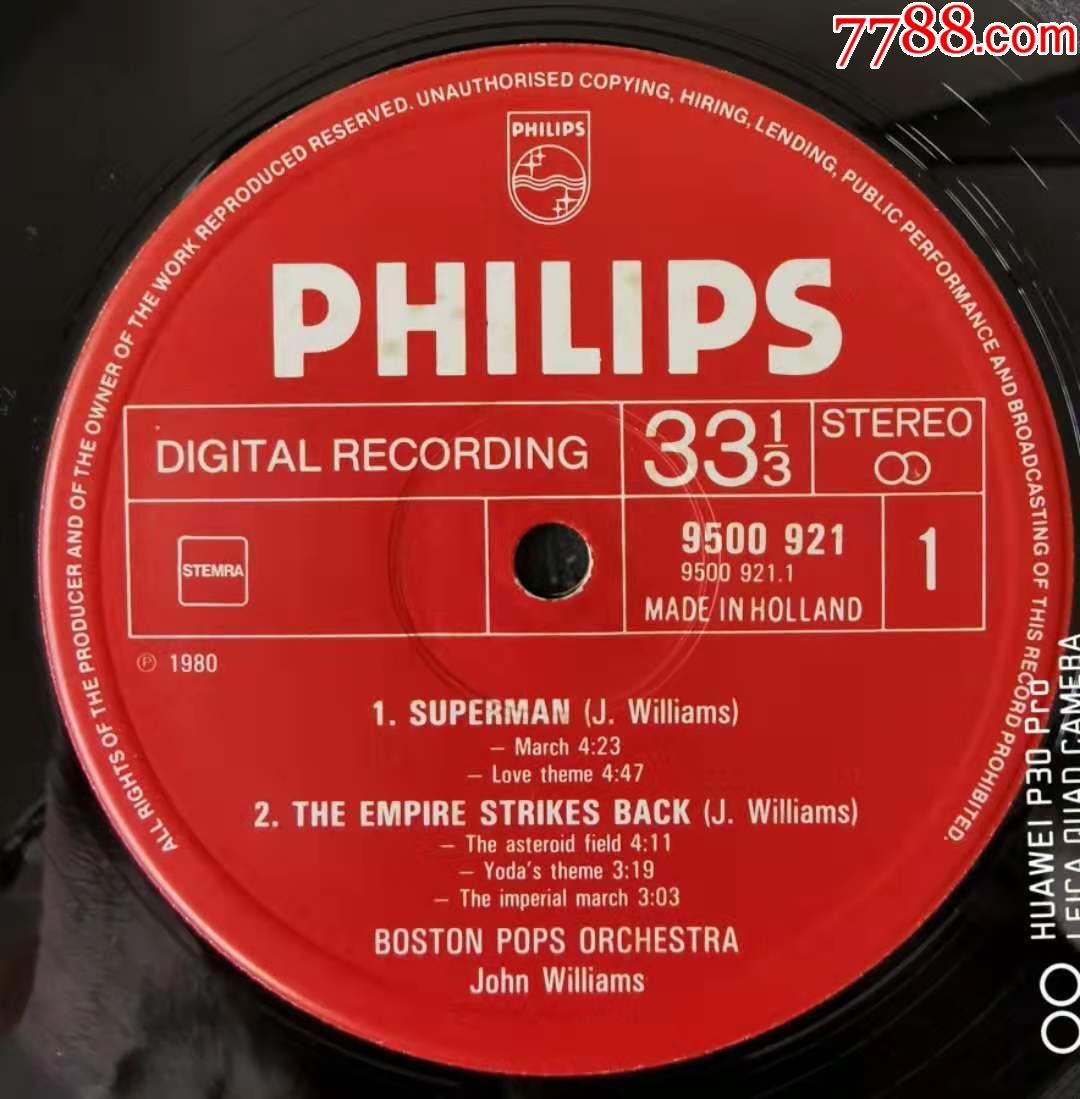 7788.com
ALL RIGHTS OF THE PRODUCER AND OF THE OWNER OF THE WORK REPRODUCED RESERVED. UNAUTHORISED COPYING, HIRING, LENDING, PUBLIC PERFORMANCE AND BROADCASTING OF THIS RECORD PROHIBITED.
PHILIPS
PHILIPS
DIGITAL RECORDING
33 1/3
STEREO
STEMRA
9500 921
9500 921.1
MADE IN HOLLAND
1
℗ 1980
1. SUPERMAN (J. Williams)
– March 4:23
– Love theme 4:47
2. THE EMPIRE STRIKES BACK (J. Williams)
– The asteroid field 4:11
– Yoda's theme 3:19
– The imperial march 3:03
BOSTON POPS ORCHESTRA
John Williams
HUAWEI P30 Pro
LEICA QUAD CAMERA